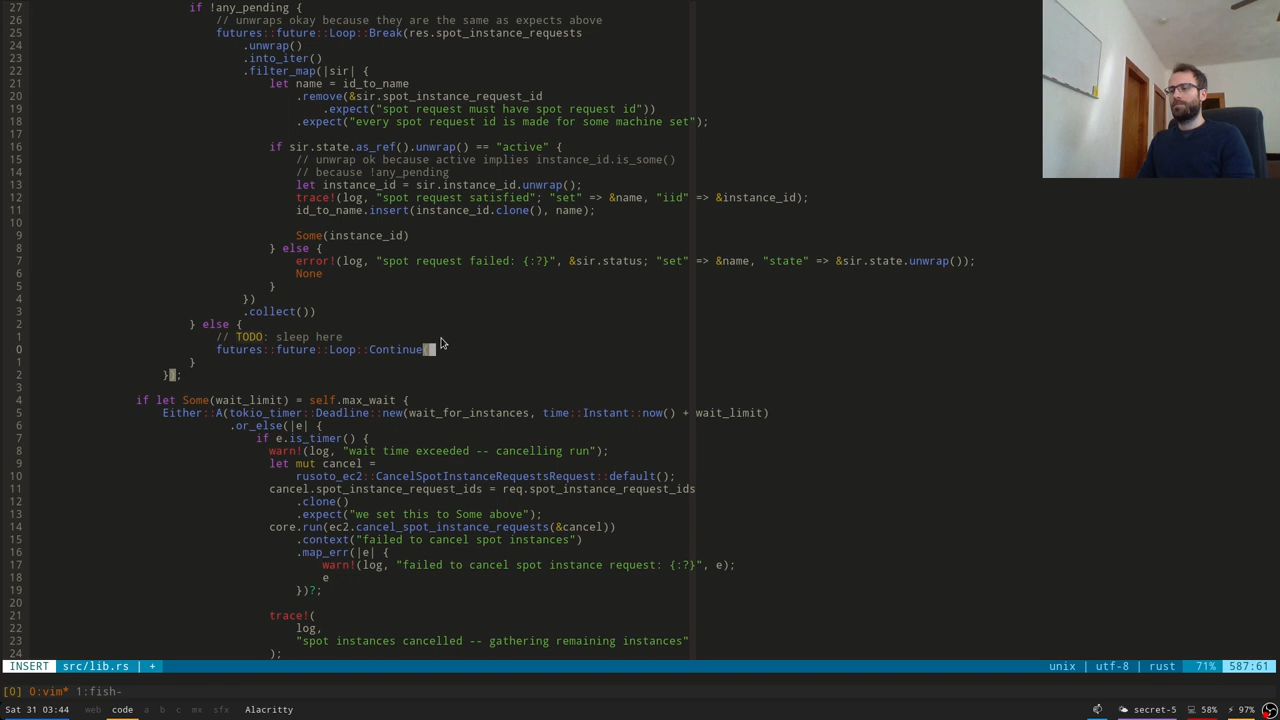 27 if !any_pending {
26 // unwraps okay because they are the same as expects above
25 futures::future::Loop::Break(res.spot_instance_requests
24 .unwrap()
23 .into_iter()
22 .filter_map(|sir| {
21 let name = id_to_name
20 .remove(&sir.spot_instance_request_id
19 .expect("spot request must have spot request id"))
18 .expect("every spot request id is made for some machine set");
17
16 if sir.state.as_ref().unwrap() == "active" {
15 // unwrap ok because active implies instance_id.is_some()
14 // because !any_pending
13 let instance_id = sir.instance_id.unwrap();
12 trace!(log, "spot request satisfied"; "set" => &name, "iid" => &instance_id);
11 id_to_name.insert(instance_id.clone(), name);
10
9 Some(instance_id)
8 } else {
7 error!(log, "spot request failed: {:?}", &sir.status; "set" => &name, "state" => &sir.state.unwrap());
6 None
5 }
4 })
3 .collect())
2 } else {
1 // TODO: sleep here
0 futures::future::Loop::Continue(
1 }
2 });
3
4 if let Some(wait_limit) = self.max_wait {
5 Either::A(tokio_timer::Deadline::new(wait_for_instances, time::Instant::now() + wait_limit)
6 .or_else(|e| {
7 if e.is_timer() {
8 warn!(log, "wait time exceeded -- cancelling run");
9 let mut cancel =
10 rusoto_ec2::CancelSpotInstanceRequestsRequest::default();
11 cancel.spot_instance_request_ids = req.spot_instance_request_ids
12 .clone()
13 .expect("we set this to Some above");
14 core.run(ec2.cancel_spot_instance_requests(&cancel))
15 .context("failed to cancel spot instances")
16 .map_err(|e| {
17 warn!(log, "failed to cancel spot instance request: {:?}", e);
18 e
19 })?;
20
21 trace!(
22 log,
23 "spot instances cancelled -- gathering remaining instances"
24 );
INSERT src/lib.rs | + unix | utf-8 | rust 71% 587:61
[0] 0:vim* 1:fish-
Sat 31 03:44 web code a b c mx sfx Alacritty secret-5 58% 97%